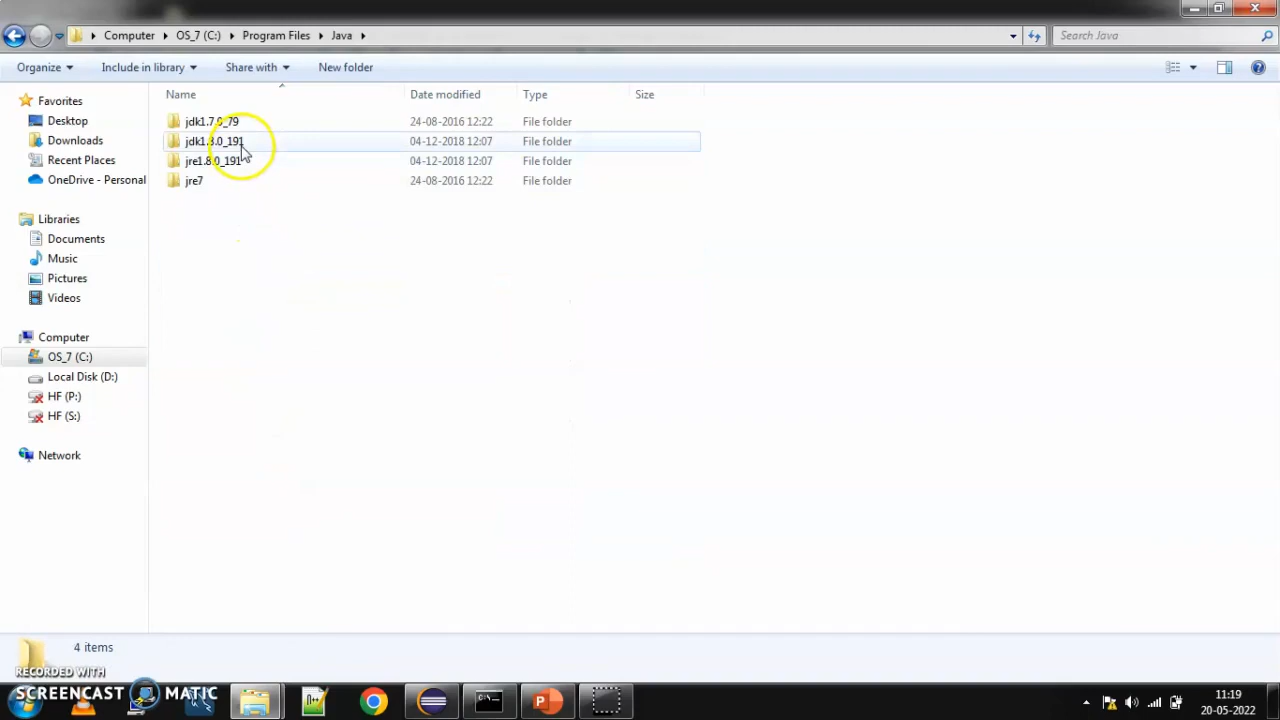 Computer OS_7 (C:) Program Files Java
Search Java
Organize Include in library Share with New folder
Name Date modified Type Size
Favorites
Desktop
Downloads
Recent Places
OneDrive - Personal
Libraries
Documents
Music
Pictures
Videos
Computer
OS_7 (C:)
Local Disk (D:)
HF (P:)
HF (S:)
Network
jdk1.7.0_79 24-08-2016 12:22 File folder
jdk1.8.0_191 04-12-2018 12:07 File folder
jre1.8.0_191 04-12-2018 12:07 File folder
jre7 24-08-2016 12:22 File folder
4 items
RECORDED WITH
SCREENCAST MATIC
11:19
20-05-2022